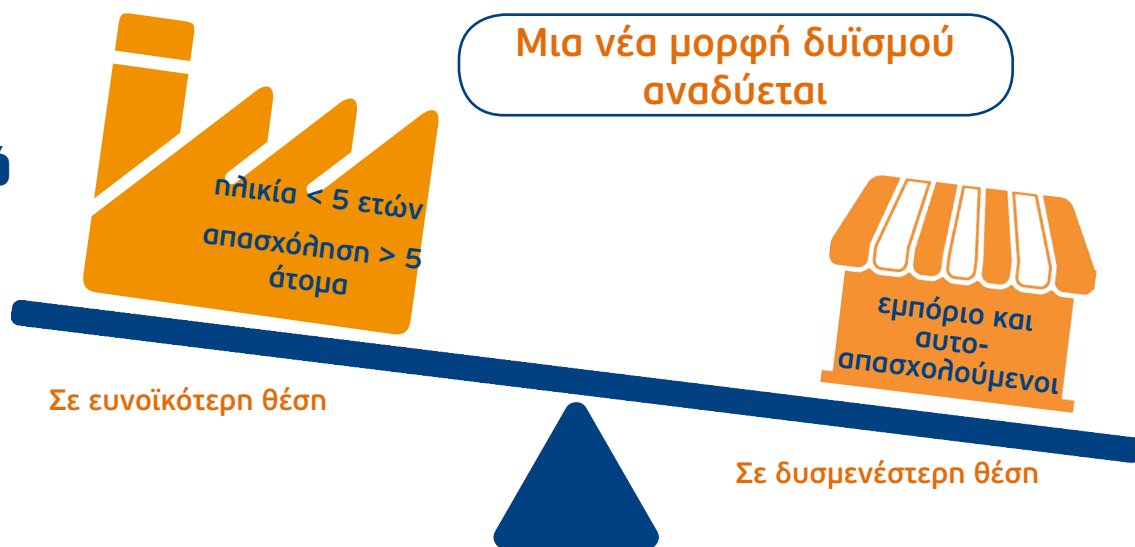 Μια νέα μορφή δυϊσμού
αναδύεται
ηλικία < 5 ετών
απασχόληση > 5
άτομα
εμπόριο και
αυτο-
απασχολούμενοι
Σε ευνοϊκότερη θέση
Σε δυσμενέστερη θέση